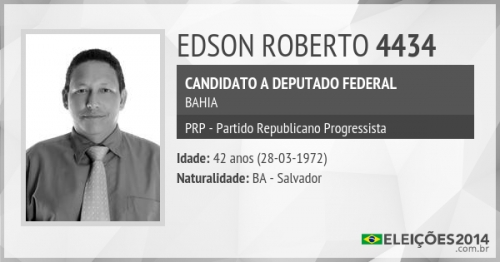 EDSON ROBERTO 4434
CANDIDATO A DEPUTADO FEDERAL
BAHIA
PRP - Partido Republicano Progressista
Idade: 42 anos (28-03-1972)
Naturalidade: BA - Salvador
ELEIÇÕES2014
.com.br